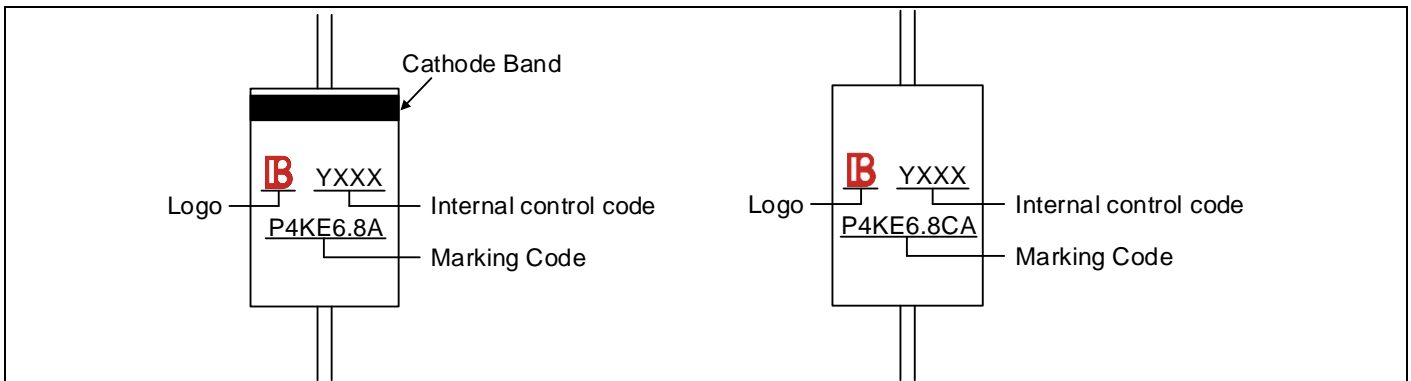 Cathode Band
B YXXX
Logo
Internal control code
P4KE6.8A
Marking Code
B YXXX
Logo
Internal control code
P4KE6.8CA
Marking Code